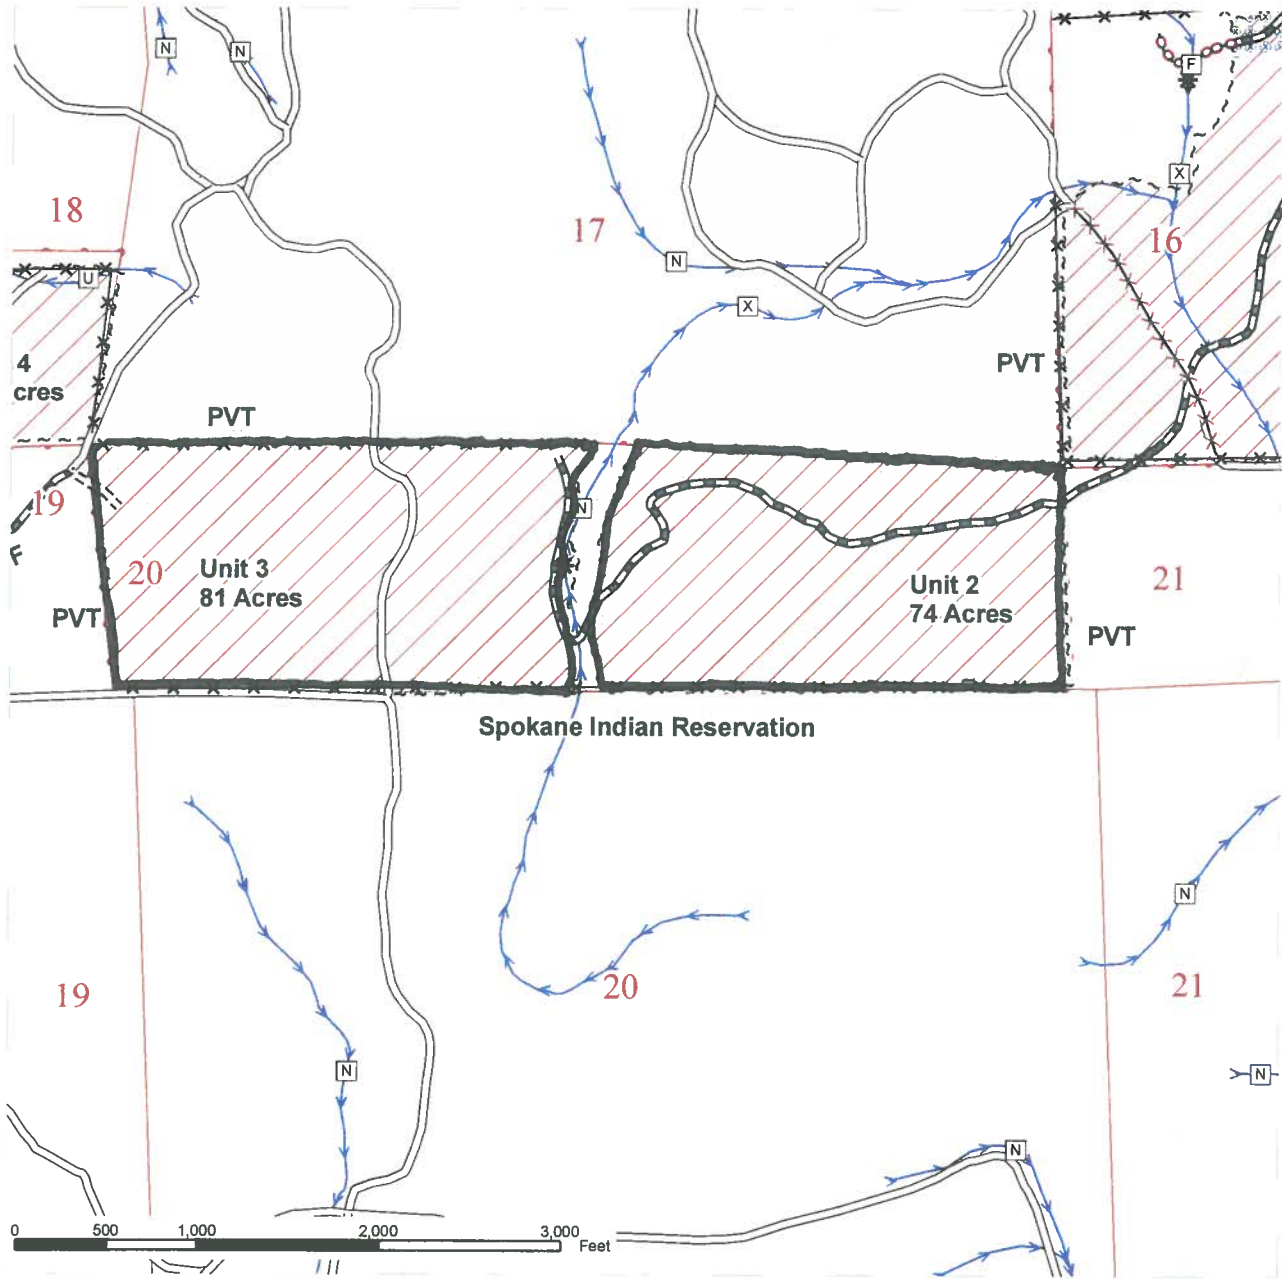 N
N
F
X
18
17
16
N
U
X
4
cres
PVT
PVT
19
N
F
20
Unit 3
81 Acres
Unit 2
74 Acres
21
PVT
PVT
Spokane Indian Reservation
N
19
20
21
N
N
N
0 500 1,000 2,000 3,000
Feet